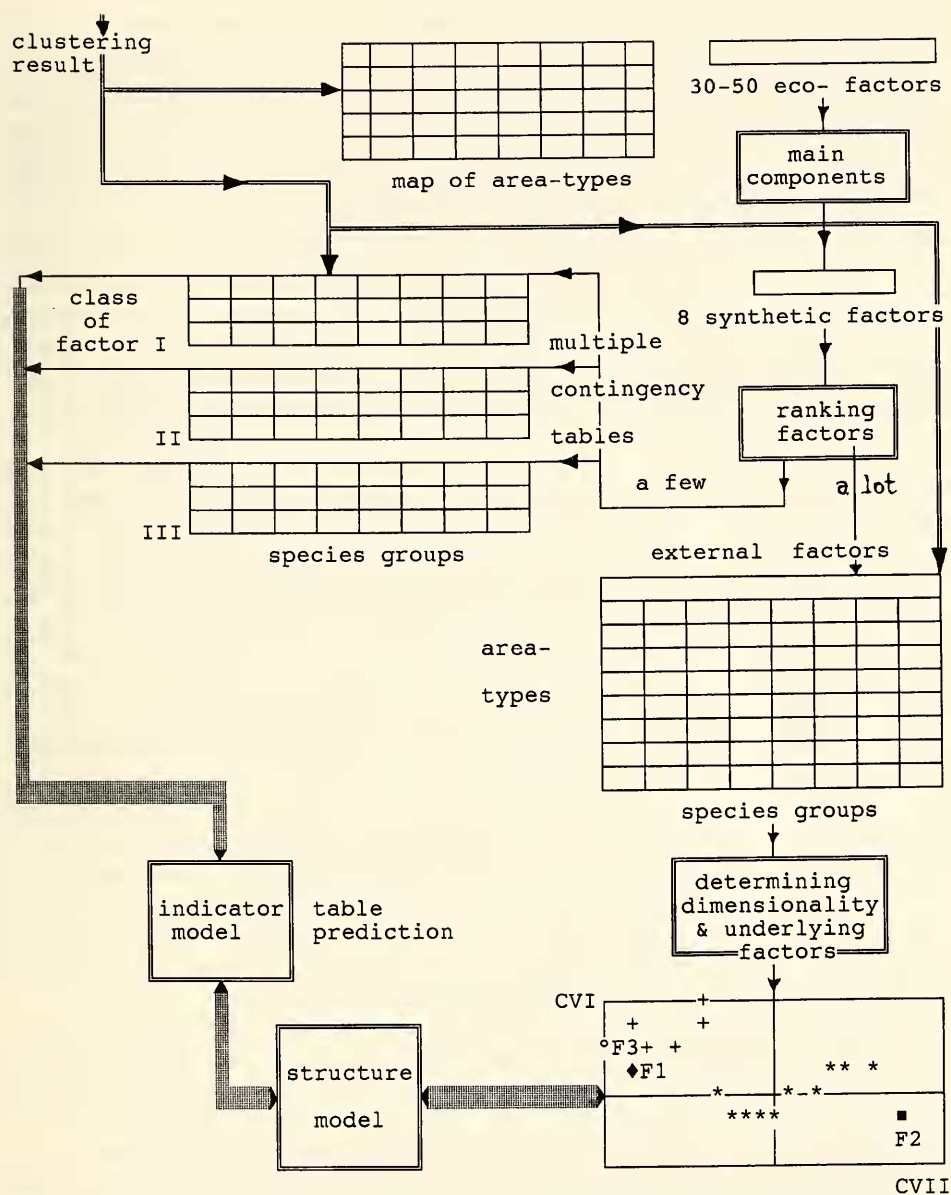 clustering
result
30-50 eco- factors
main
components
map of area-types
8 synthetic factors
class
of
factor I
multiple
contingency
tables
II
III
species groups
ranking
factors
a few
a lot
external factors
area-
types
species groups
determining
dimensionality
& underlying
factors
indicator
model
table
prediction
structure
model
CVI
+
+ +
°F3+ +
♦F1
** *
* *-*
****
■
F2
CVII